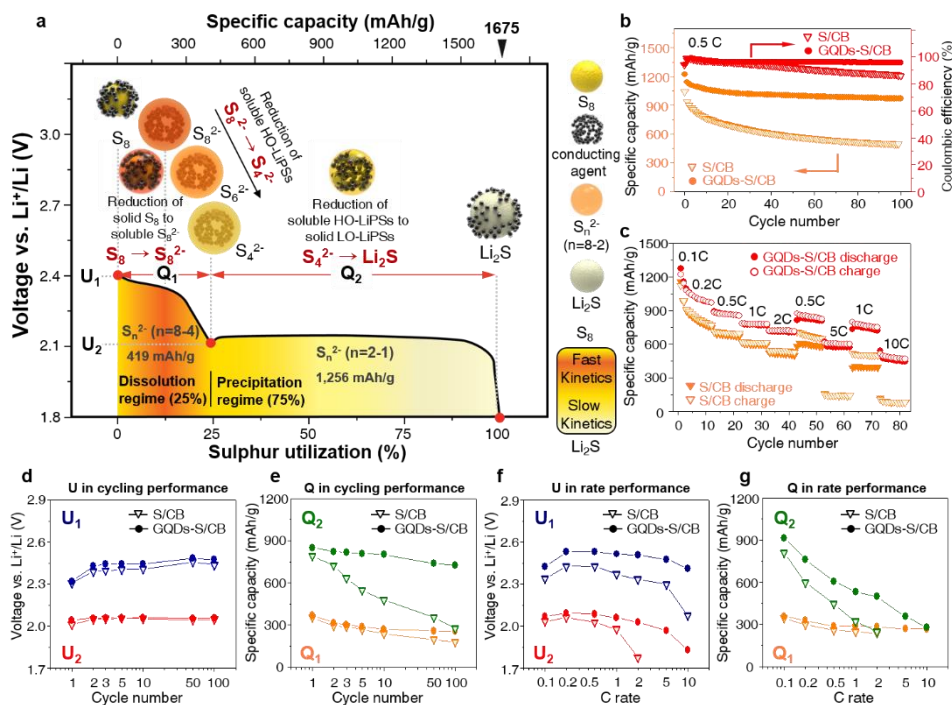 a
Specific capacity (mAh/g)
1675
0 300 600 900 1200 1500
Voltage vs. Li⁺/Li (V)
3.0
2.7
2.4
2.1
1.8
U₁
U₂
S₈
S₈²⁻
S₆²⁻
S₄²⁻
Reduction of
soluble HO-LiPSs
S₈²⁻ → S₄²⁻
Reduction of
solid S₈ to
soluble S₈²⁻
S₈ → S₈²⁻
Q₁
Reduction of
soluble HO-LiPSs to
solid LO-LiPSs
S₄²⁻ → Li₂S
Q₂
Li₂S
Sₙ²⁻ (n=8-4)
419 mAh/g
Dissolution
regime (25%)
Sₙ²⁻ (n=2-1)
1,256 mAh/g
Precipitation
regime (75%)
0 25 50 75 100
Sulphur utilization (%)
S₈
conducting
agent
Sₙ²⁻
(n=8-2)
Li₂S
S₈
Fast
Kinetics
Slow
Kinetics
Li₂S
b
0.5 C
S/CB
GQDs-S/CB
S/CB
GQDs-S/CB
Specific capacity (mAh/g)
1500
1200
900
600
300
0
Coulombic efficiency (%)
100
80
60
40
20
0
0 20 40 60 80 100
Cycle number
c
GQDs-S/CB discharge
GQDs-S/CB charge
0.1C
0.2C
0.5C
1C
2C
0.5C
5C
1C
10C
S/CB discharge
S/CB charge
Specific capacity (mAh/g)
1500
1200
900
600
300
0
0 10 20 30 40 50 60 70 80
Cycle number
d
U in cycling performance
U₁
S/CB
GQDs-S/CB
U₂
Voltage vs. Li⁺/Li (V)
2.9
2.6
2.3
2.0
1.7
1 2 3 5 10 50 100
Cycle number
e
Q in cycling performance
Q₂
S/CB
GQDs-S/CB
Q₁
Specific capacity (mAh/g)
1200
900
600
300
0
1 2 3 5 10 50 100
Cycle number
f
U in rate performance
U₁
S/CB
GQDs-S/CB
U₂
Voltage vs. Li⁺/Li (V)
2.9
2.6
2.3
2.0
1.7
0.1 0.2 0.5 1 2 5 10
C rate
g
Q in rate performance
Q₂
S/CB
GQDs-S/CB
Q₁
Specific capacity (mAh/g)
1200
900
600
300
0
0.1 0.2 0.5 1 2 5 10
C rate